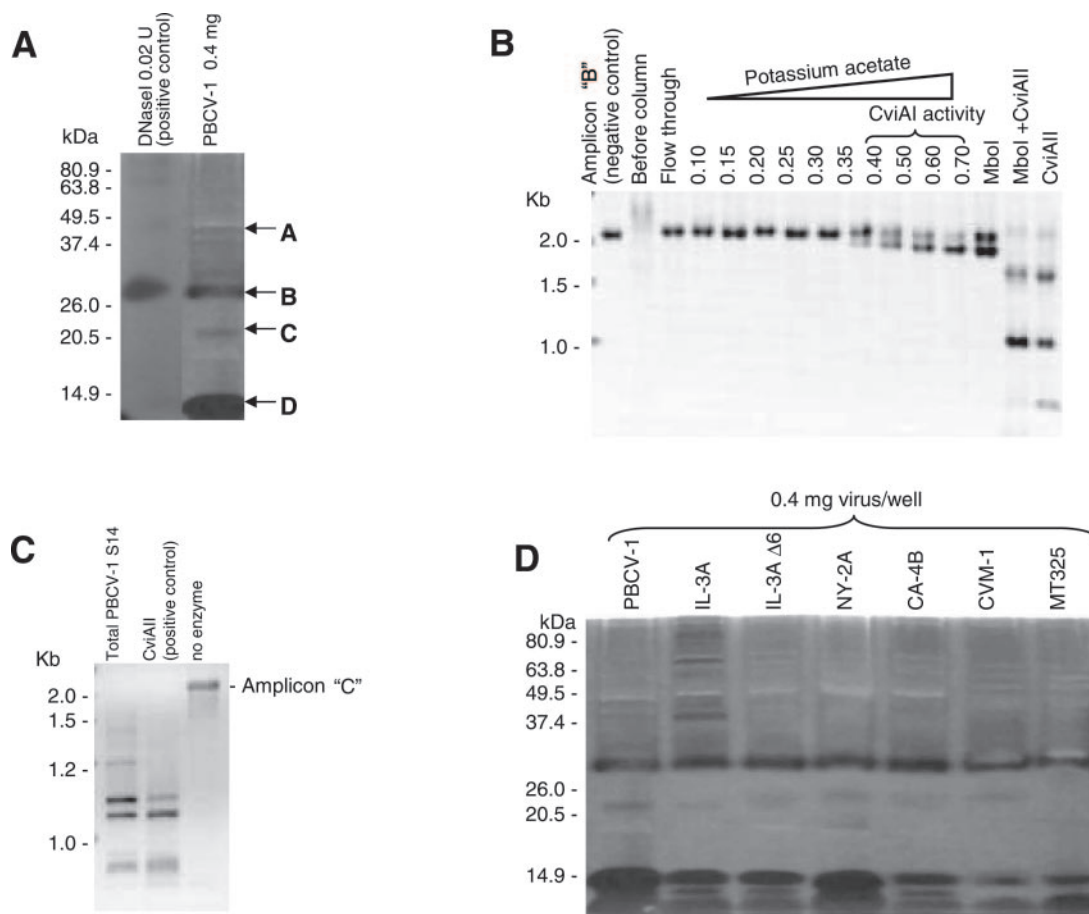 A
DNaseI 0.02 U
(positive control)
PBCV-1 0.4 mg
kDa
80.9 -
63.8 -
49.5 -
37.4 -
26.0 -
20.5 -
14.9 -
A
B
C
D
B
Amplicon "B"
(negative control)
Before column
Flow through
Potassium acetate
CviAI activity
0.10
0.15
0.20
0.25
0.30
0.35
0.40
0.50
0.60
0.70
MboI
MboI +CviAII
CviAII
Kb
2.0 -
1.5 -
1.0 -
C
Total PBCV-1 S14
CviAII
(positive control)
no enzyme
Kb
2.0 -
1.5 -
1.2 -
1.0 -
- Amplicon "C"
D
0.4 mg virus/well
PBCV-1
IL-3A
IL-3A Δ6
NY-2A
CA-4B
CVM-1
MT325
kDa
80.9 -
63.8 -
49.5 -
37.4 -
26.0 -
20.5 -
14.9 -